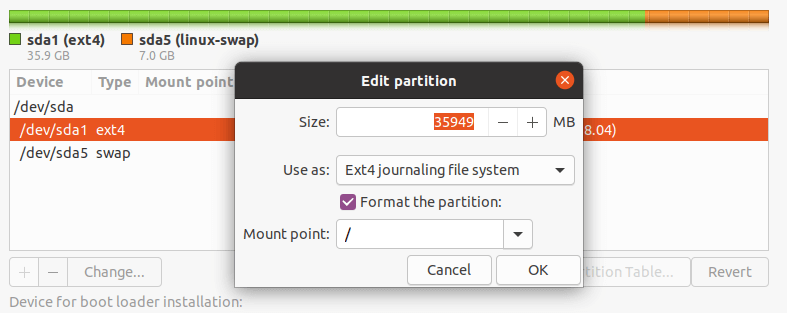 sda1 (ext4) sda5 (linux-swap)
35.9 GB 7.0 GB
Edit partition
Device Type Mount point
Size: 35949 − + MB
/dev/sda
/dev/sda1 ext4 8.04)
/dev/sda5 swap
Use as: Ext4 journaling file system
Format the partition:
Mount point: /
+ − Change... Cancel OK tition Table... Revert
Device for boot loader installation: